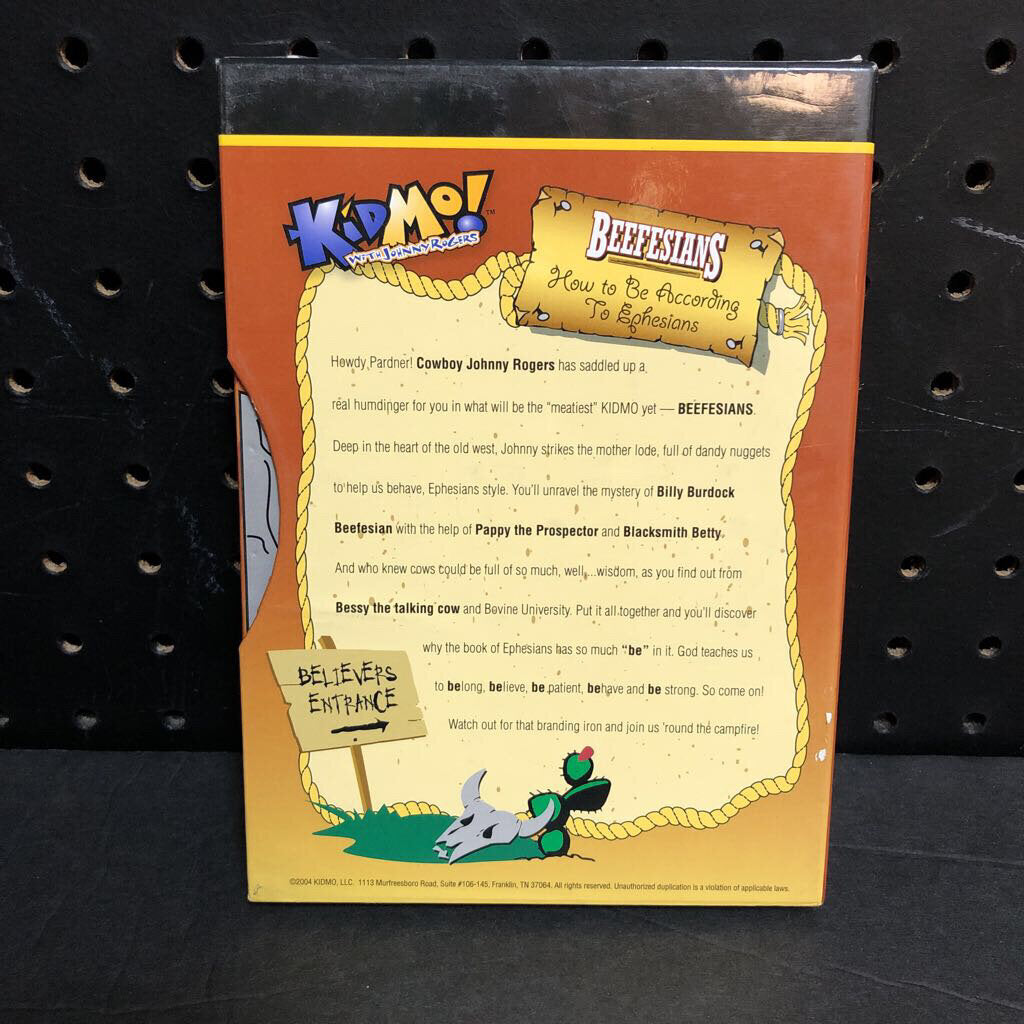 KIDMO!™
WITH JOHNNY ROGERS
BEEFESIANS
How to Be According
To Ephesians
Howdy Pardner! Cowboy Johnny Rogers has saddled up a
real humdinger for you in what will be the "meatiest" KIDMO yet — BEEFESIANS.
Deep in the heart of the old west, Johnny strikes the mother lode, full of dandy nuggets
to help us behave, Ephesians style. You'll unravel the mystery of Billy Burdock
Beefesian with the help of Pappy the Prospector and Blacksmith Betty.
And who knew cows could be full of so much, well,...wisdom, as you find out from
Bessy the talking cow and Bovine University. Put it all together and you'll discover
why the book of Ephesians has so much "be" in it. God teaches us
to belong, believe, be patient, behave and be strong. So come on!
Watch out for that branding iron and join us 'round the campfire!
BELIEVERS
ENTRANCE
©2004 KIDMO, LLC. 1113 Murfreesboro Road, Suite #106-145, Franklin, TN 37064. All rights reserved. Unauthorized duplication is a violation of applicable laws.